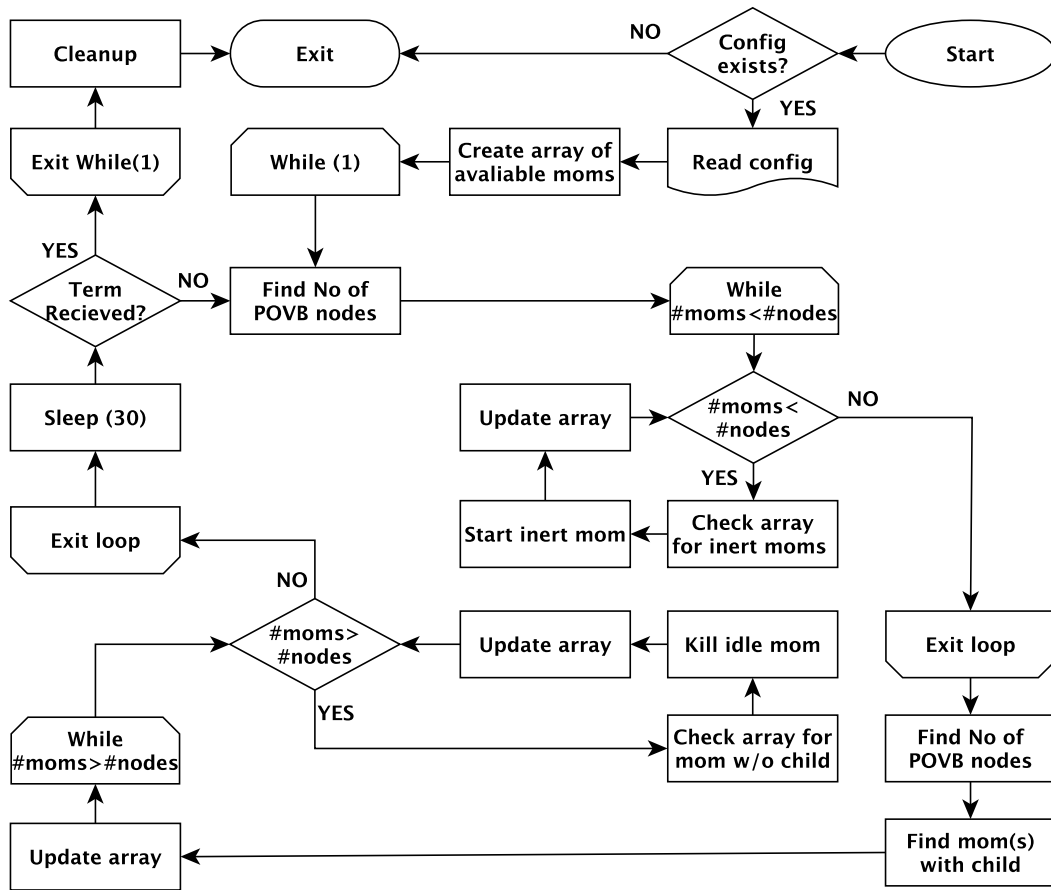 Cleanup
Exit
NO
Config
exists?
Start
YES
Exit While(1)
While (1)
Create array of
avaliable moms
Read config
YES
Term
Recieved?
NO
Find No of
POVB nodes
While
#moms<#nodes
Sleep (30)
Update array
#moms<
#nodes
NO
YES
Exit loop
Start inert mom
Check array
for inert moms
NO
#moms>
#nodes
Update array
Kill idle mom
Exit loop
YES
While
#moms>#nodes
Check array for
mom w/o child
Find No of
POVB nodes
Update array
Find mom(s)
with child